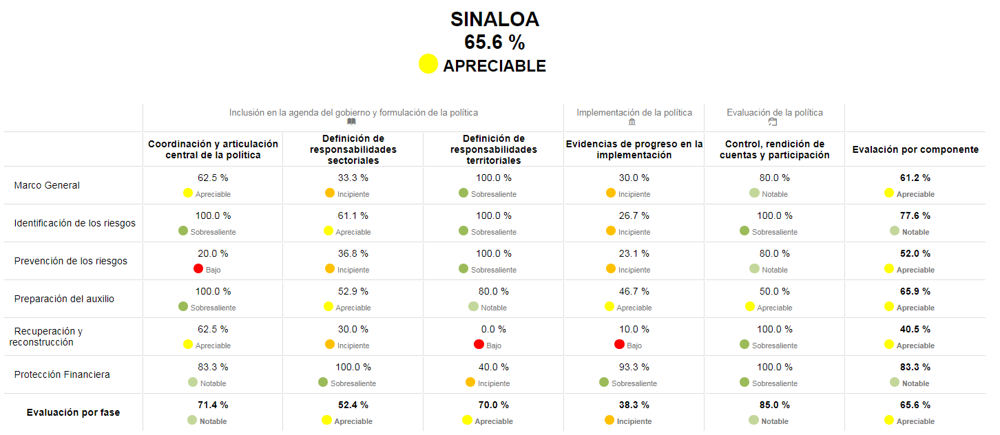 SINALOA
65.6 %
APRECIABLE
Inclusión en la agenda del gobierno y formulación de la política
Implementación de la política
Evaluación de la política
Coordinación y articulación
central de la política
Definición de
responsabilidades
sectoriales
Definición de
responsabilidades
territoriales
Evidencias de progreso en la
implementación
Control, rendición de
cuentas y participación
Evalación por componente
Marco General
62.5 %
Apreciable
33.3 %
Incipiente
100.0 %
Sobresaliente
30.0 %
Incipiente
80.0 %
Notable
61.2 %
Apreciable
Identificación de los riesgos
100.0 %
Sobresaliente
61.1 %
Apreciable
100.0 %
Sobresaliente
26.7 %
Incipiente
100.0 %
Sobresaliente
77.6 %
Notable
Prevención de los riesgos
20.0 %
Bajo
36.8 %
Incipiente
100.0 %
Sobresaliente
23.1 %
Incipiente
80.0 %
Notable
52.0 %
Apreciable
Preparación del auxilio
100.0 %
Sobresaliente
52.9 %
Apreciable
80.0 %
Notable
46.7 %
Apreciable
50.0 %
Apreciable
65.9 %
Apreciable
Recuperación y
reconstrucción
62.5 %
Apreciable
30.0 %
Incipiente
0.0 %
Bajo
10.0 %
Bajo
100.0 %
Sobresaliente
40.5 %
Apreciable
Protección Financiera
83.3 %
Notable
100.0 %
Sobresaliente
40.0 %
Incipiente
93.3 %
Sobresaliente
100.0 %
Sobresaliente
83.3 %
Notable
Evaluación por fase
71.4 %
Notable
52.4 %
Apreciable
70.0 %
Apreciable
38.3 %
Incipiente
85.0 %
Notable
65.6 %
Apreciable